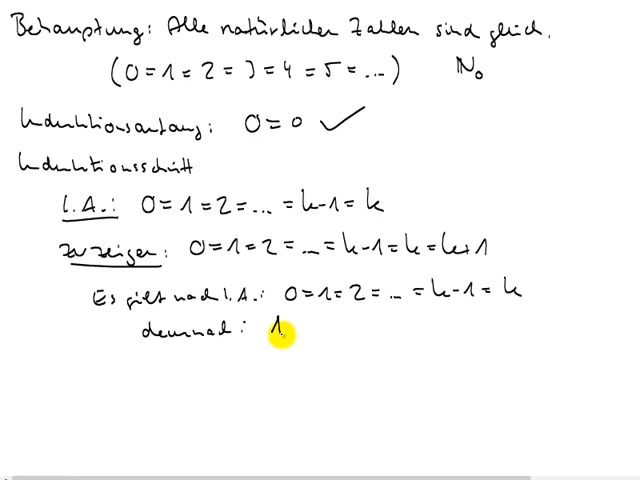 Behauptung: Alle natürlichen Zahlen sind gleich.
(0=1=2=3=4=5=...) ℕ₀
Induktionsanfang: 0=0 ✓
Induktionsschritt
I.A.: 0=1=2=...=k-1=k
Zu zeigen: 0=1=2=...=k-1=k=k+1
Es gilt nach I.A.: 0=1=2=...=k-1=k
demnach: 1